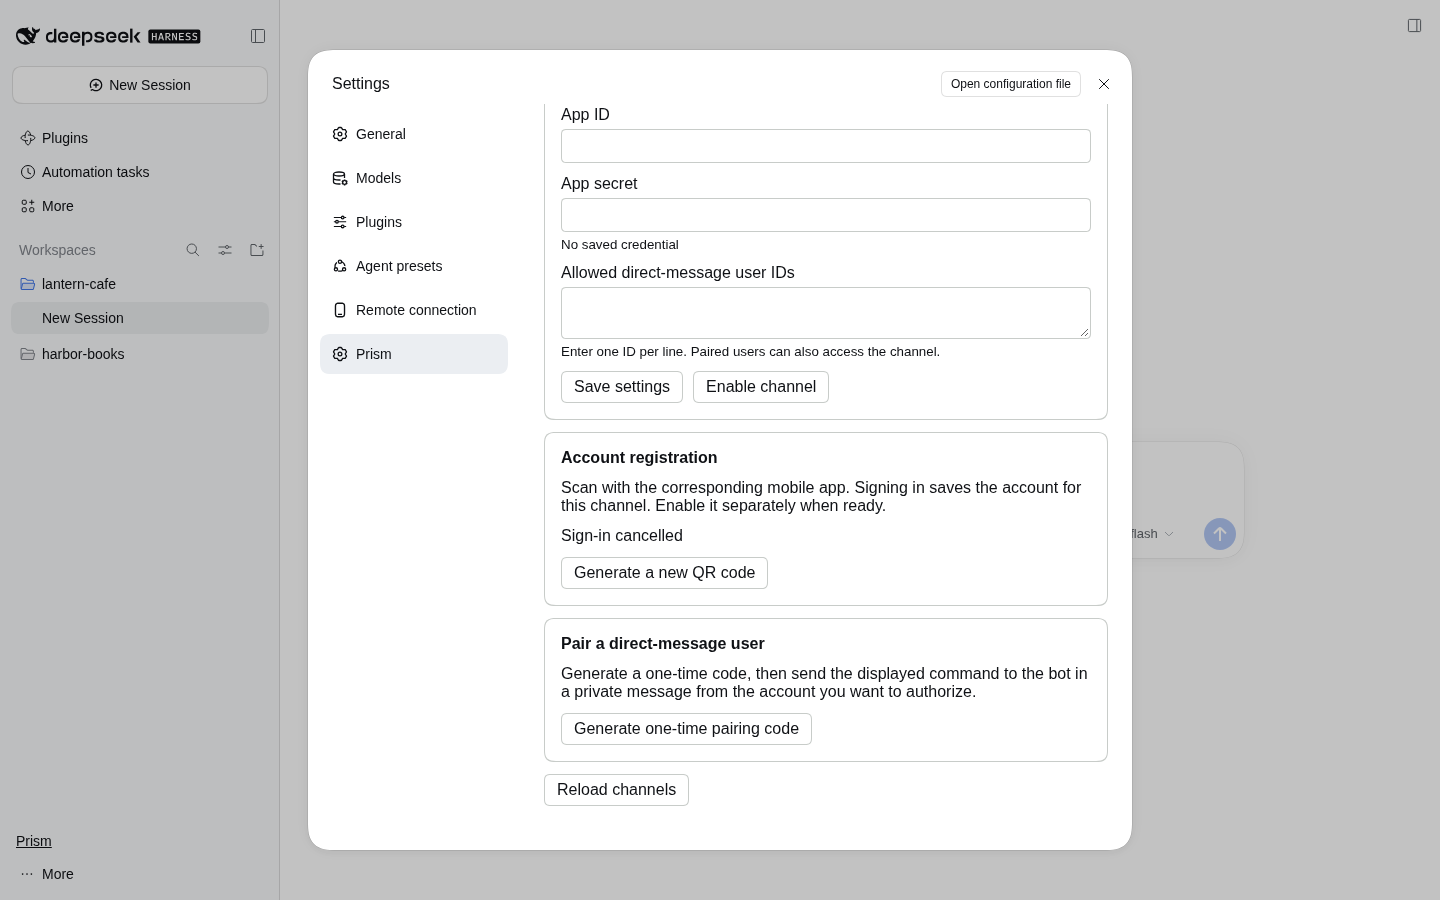 deepseek HARNESS
New Session
Plugins
Automation tasks
More
Workspaces
lantern-cafe
New Session
harbor-books
Prism
More
Settings
Open configuration file
General
Models
Plugins
Agent presets
Remote connection
Prism
App ID
App secret
No saved credential
Allowed direct-message user IDs
Enter one ID per line. Paired users can also access the channel.
Save settings
Enable channel
Account registration
Scan with the corresponding mobile app. Signing in saves the account for
this channel. Enable it separately when ready.
Sign-in cancelled
Generate a new QR code
Pair a direct-message user
Generate a one-time code, then send the displayed command to the bot in
a private message from the account you want to authorize.
Generate one-time pairing code
Reload channels
flash